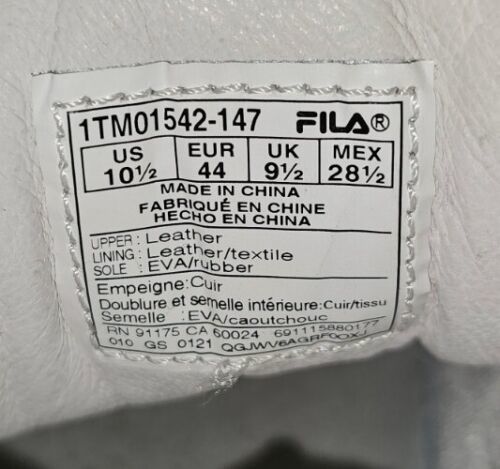 1TM01542-147 FILA®
US EUR UK MEX
10½ 44 9½ 28½
MADE IN CHINA
FABRIQUÉ EN CHINE
HECHO EN CHINA
UPPER: Leather
LINING: Leather/textile
SOLE : EVA/rubber
Empeigne: Cuir
Doublure et semelle intérieure: Cuir/tissu
Semelle :EVA/caoutchouc
RN 91175 CA 60024 691115880177
010 GS 0121